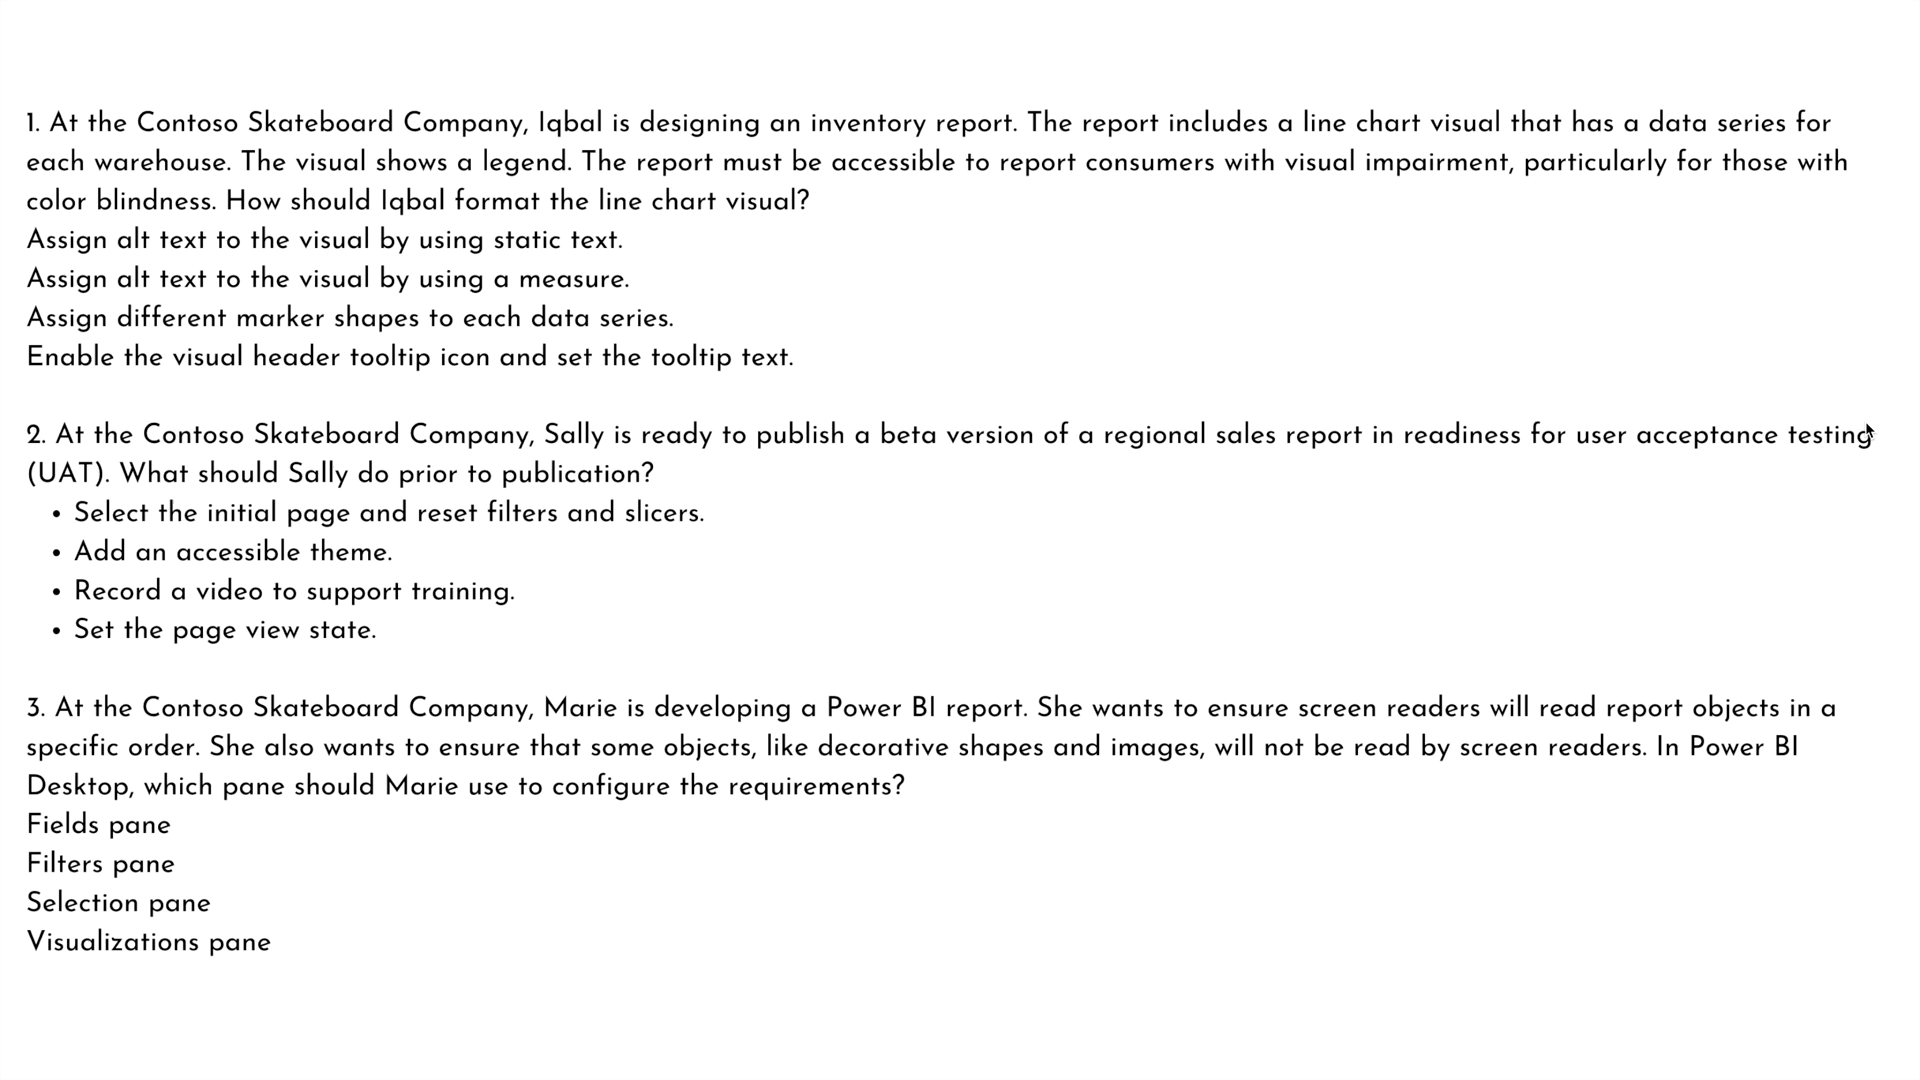 1. At the Contoso Skateboard Company, Iqbal is designing an inventory report. The report includes a line chart visual that has a data series for
each warehouse. The visual shows a legend. The report must be accessible to report consumers with visual impairment, particularly for those with
color blindness. How should Iqbal format the line chart visual?
Assign alt text to the visual by using static text.
Assign alt text to the visual by using a measure.
Assign different marker shapes to each data series.
Enable the visual header tooltip icon and set the tooltip text.
2. At the Contoso Skateboard Company, Sally is ready to publish a beta version of a regional sales report in readiness for user acceptance testing
(UAT). What should Sally do prior to publication?
• Select the initial page and reset filters and slicers.
• Add an accessible theme.
• Record a video to support training.
• Set the page view state.
3. At the Contoso Skateboard Company, Marie is developing a Power BI report. She wants to ensure screen readers will read report objects in a
specific order. She also wants to ensure that some objects, like decorative shapes and images, will not be read by screen readers. In Power BI
Desktop, which pane should Marie use to configure the requirements?
Fields pane
Filters pane
Selection pane
Visualizations pane